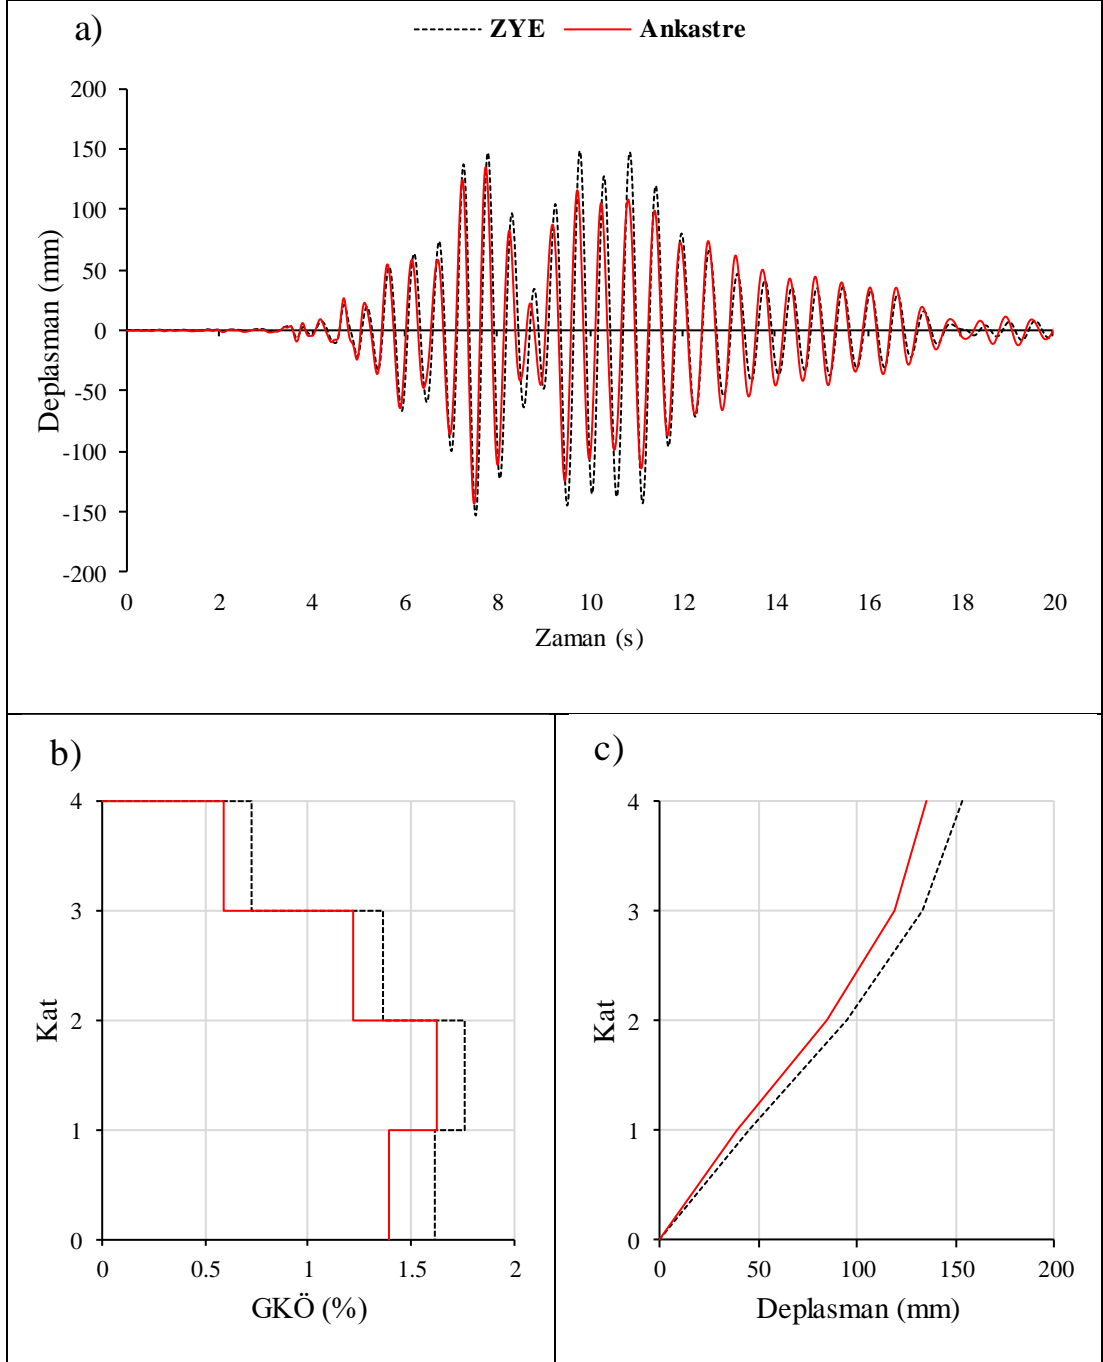 a)
ZYE Ankastre
200
150
100
50
0
-50
-100
-150
-200
Deplasman (mm)
0 2 4 6 8 10 12 14 16 18 20
Zaman (s)
b)
4
3
2
1
0
Kat
0 0.5 1 1.5 2
GKÖ (%)
c)
4
3
2
1
0
Kat
0 50 100 150 200
Deplasman (mm)